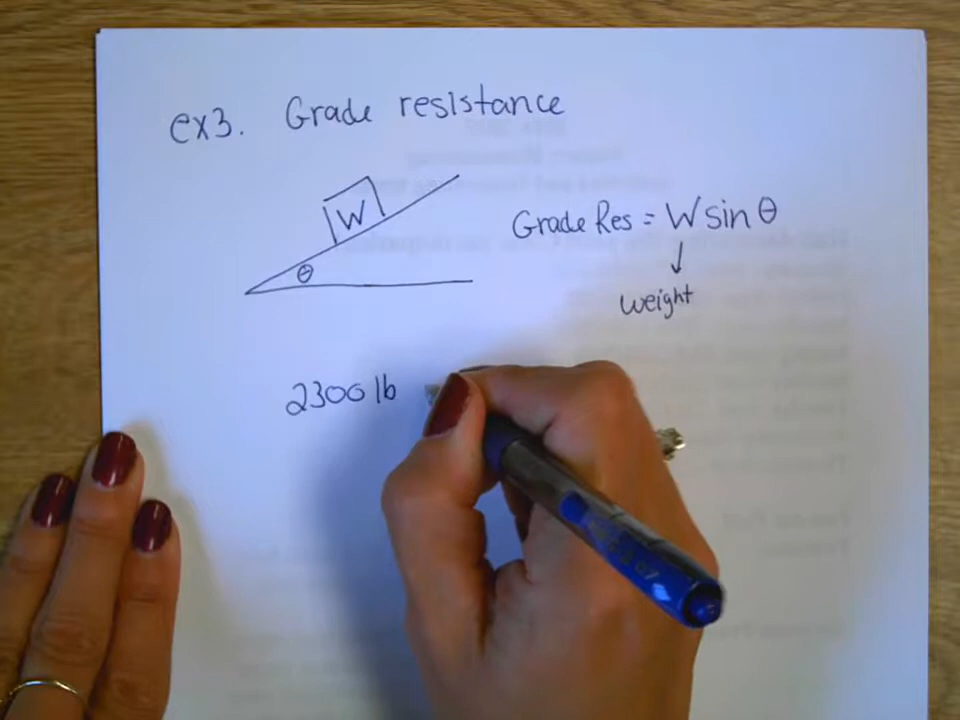 ex3. Grade resistance
W
θ
Grade Res = W sin θ
↓
weight
2300 lb